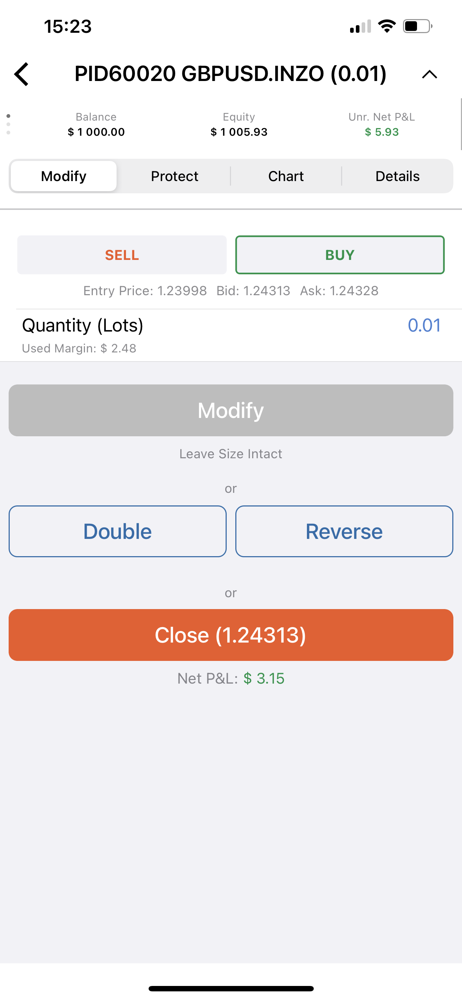 15:23
PID60020 GBPUSD.INZO (0.01)
Balance Equity Unr. Net P&L
$ 1 000.00 $ 1 005.93 $ 5.93
Modify Protect Chart Details
SELL BUY
Entry Price: 1.23998 Bid: 1.24313 Ask: 1.24328
Quantity (Lots) 0.01
Used Margin: $ 2.48
Modify
Leave Size Intact
or
Double Reverse
or
Close (1.24313)
Net P&L: $ 3.15